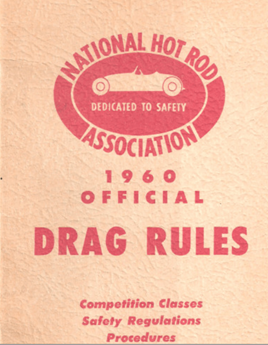 NATIONAL HOT ROD
DEDICATED TO SAFETY
ASSOCIATION
1960
OFFICIAL
DRAG RULES
Competition Classes
Safety Regulations
Procedures